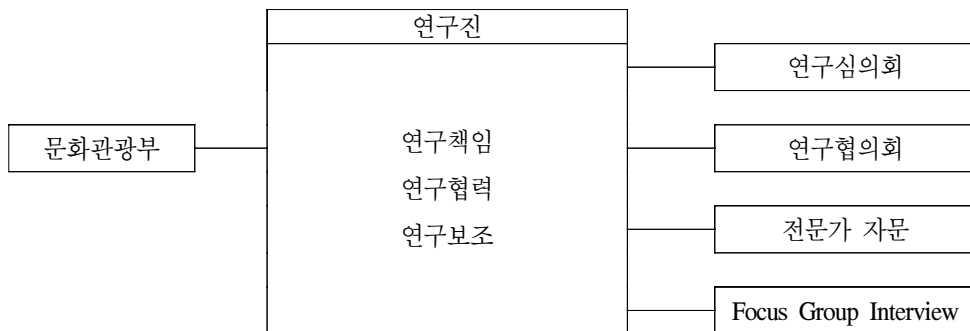 연구진
연구심의회
문화관광부
연구책임
연구협의회
연구협력
연구보조
전문가 자문
Focus Group Interview